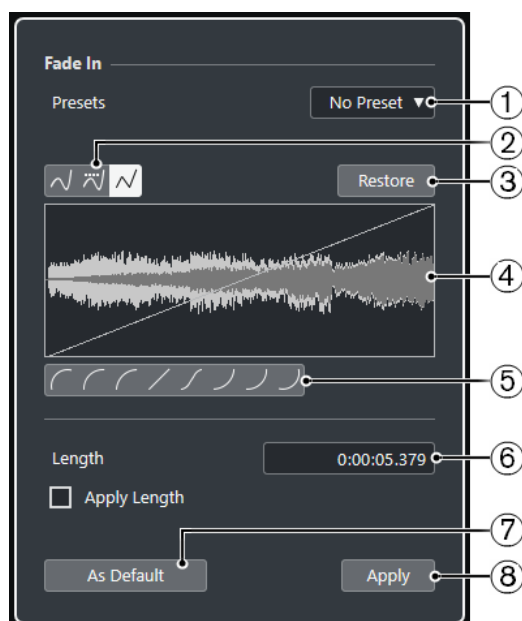 Fade In
Presets
No Preset
1
2
Restore
3
4
5
Length
0:00:05.379
6
Apply Length
7
As Default
Apply
8